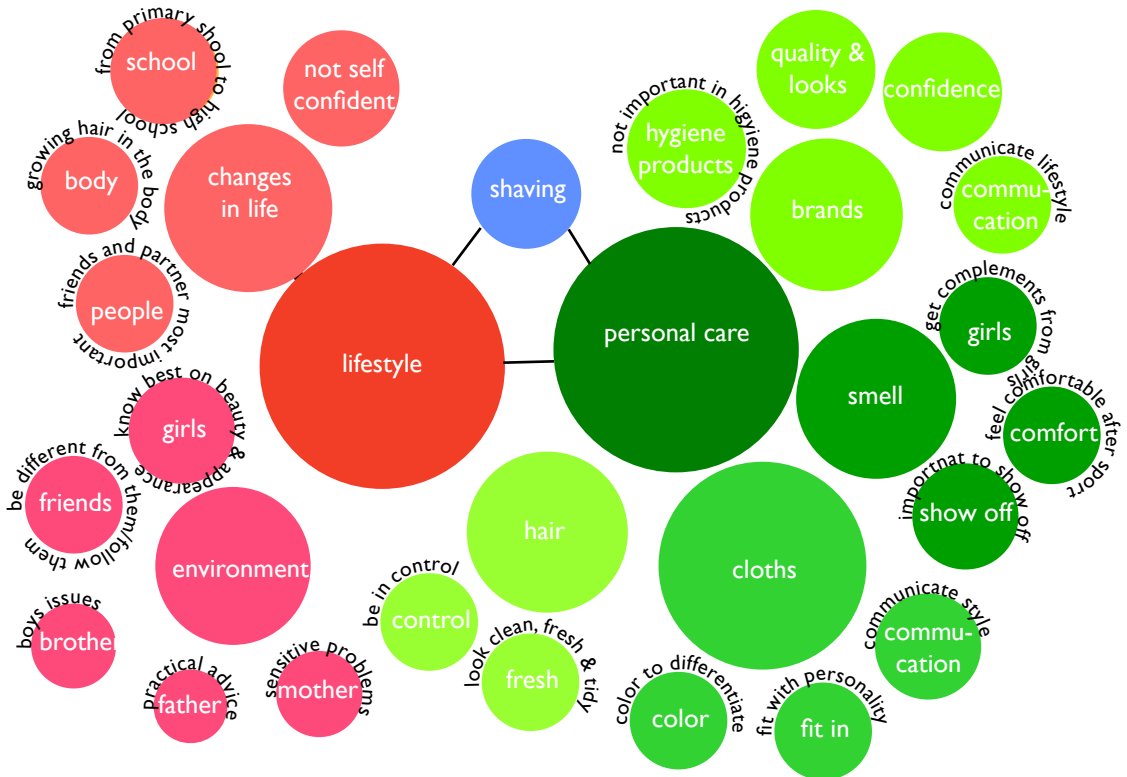 from primary shool to high school
school
not self
confident
growing hair in the body
body
changes
in life
friends and partner most important
people
shaving
lifestyle
personal care
not important in higyiene products
hygiene
products
quality &
looks
confidence
brands
communicate lifestyle
commu-
cation
get complements from girls
girls
smell
feel comfortable after sport
comfort
importnat to show off
show off
know best on beauty & appearance
girls
be different from them/follow them
friends
environment
boys issues
brother
practical advice
father
sensitive problems
mother
hair
be in control
control
look clean, fresh & tidy
fresh
cloths
communicate style
commu-
cation
color to differentiate
color
fit with personality
fit in